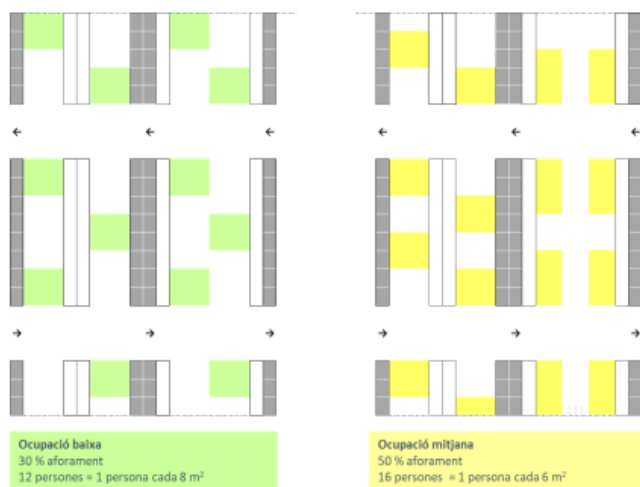 Ocupació baixa
30 % aforament
12 persones = 1 persona cada 8 m²
Ocupació mitjana
50 % aforament
16 persones = 1 persona cada 6 m²